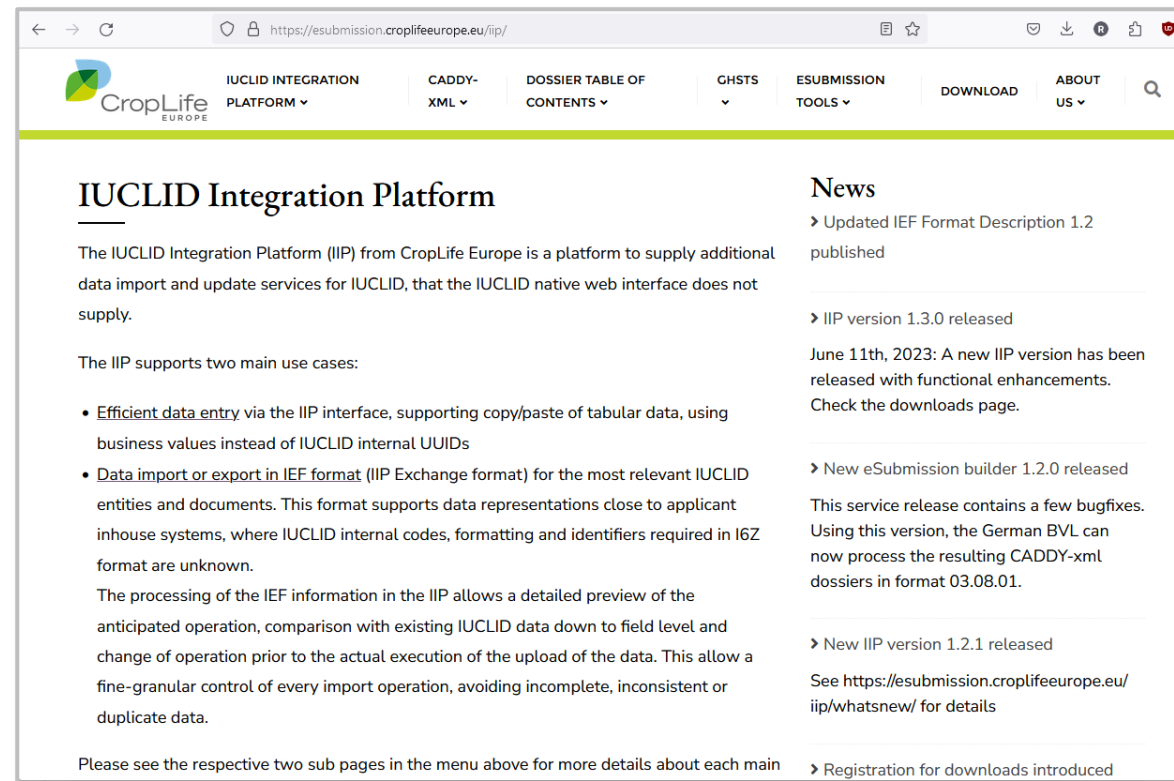 https://esubmission.croplifeeurope.eu/iip/
CropLife
EUROPE
IUCLID INTEGRATION
PLATFORM
CADDY-
XML
DOSSIER TABLE OF
CONTENTS
GHSTS
ESUBMISSION
TOOLS
DOWNLOAD
ABOUT
US
IUCLID Integration Platform
The IUCLID Integration Platform (IIP) from CropLife Europe is a platform to supply additional
data import and update services for IUCLID, that the IUCLID native web interface does not
supply.
The IIP supports two main use cases:
• Efficient data entry via the IIP interface, supporting copy/paste of tabular data, using
business values instead of IUCLID internal UUIDs
• Data import or export in IEF format (IIP Exchange format) for the most relevant IUCLID
entities and documents. This format supports data representations close to applicant
inhouse systems, where IUCLID internal codes, formatting and identifiers required in I6Z
format are unknown.
The processing of the IEF information in the IIP allows a detailed preview of the
anticipated operation, comparison with existing IUCLID data down to field level and
change of operation prior to the actual execution of the upload of the data. This allow a
fine-granular control of every import operation, avoiding incomplete, inconsistent or
duplicate data.
Please see the respective two sub pages in the menu above for more details about each main
News
> Updated IEF Format Description 1.2
published
> IIP version 1.3.0 released
June 11th, 2023: A new IIP version has been
released with functional enhancements.
Check the downloads page.
> New eSubmission builder 1.2.0 released
This service release contains a few bugfixes.
Using this version, the German BVL can
now process the resulting CADDY-xml
dossiers in format 03.08.01.
> New IIP version 1.2.1 released
See https://esubmission.croplifeeurope.eu/
iip/whatsnew/ for details
> Registration for downloads introduced